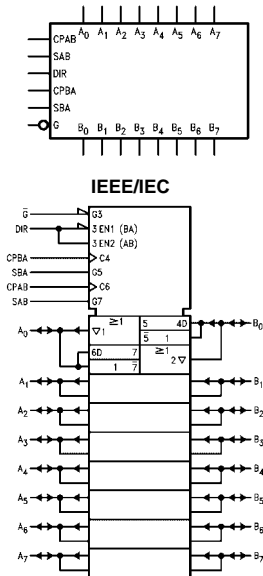 A0 A1 A2 A3 A4 A5 A6 A7
CPAB
SAB
DIR
CPBA
SBA
G
B0 B1 B2 B3 B4 B5 B6 B7
IEEE/IEC
G̅ G3
DIR 3 EN1 (BA)
3 EN2 (AB)
CPBA C4
SBA G5
CPAB C6
SAB G7
A0 ▽1 ≥1 5 4D B0
5̅ 1
6D 7 ≥1
1 7̅ 2▽
A1 B1
A2 B2
A3 B3
A4 B4
A5 B5
A6 B6
A7 B7